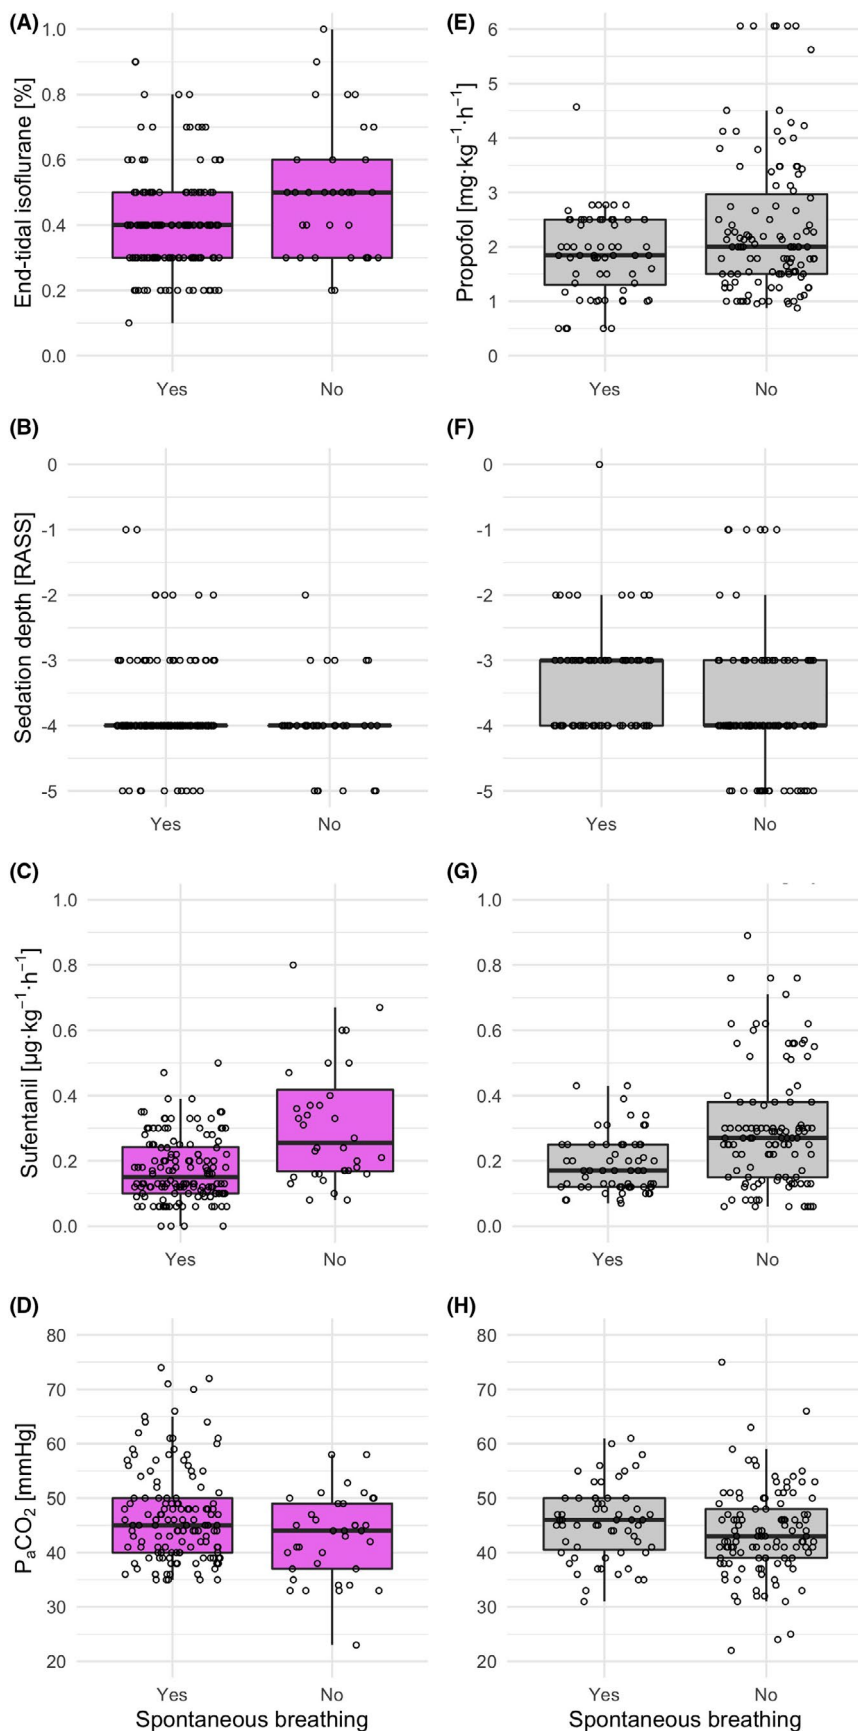 (A)
End-tidal isoflurane [%]
1.0
0.8
0.6
0.4
0.2
0.0
Yes No
(E)
Propofol [mg·kg⁻¹·h⁻¹]
6
5
4
3
2
1
0
Yes No
(B)
Sedation depth [RASS]
0
-1
-2
-3
-4
-5
Yes No
(F)
0
-1
-2
-3
-4
-5
Yes No
(C)
Sufentanil [µg·kg⁻¹·h⁻¹]
1.0
0.8
0.6
0.4
0.2
0.0
Yes No
(G)
1.0
0.8
0.6
0.4
0.2
0.0
Yes No
(D)
PₐCO₂ [mmHg]
80
70
60
50
40
30
20
Yes No
Spontaneous breathing
(H)
80
70
60
50
40
30
20
Yes No
Spontaneous breathing